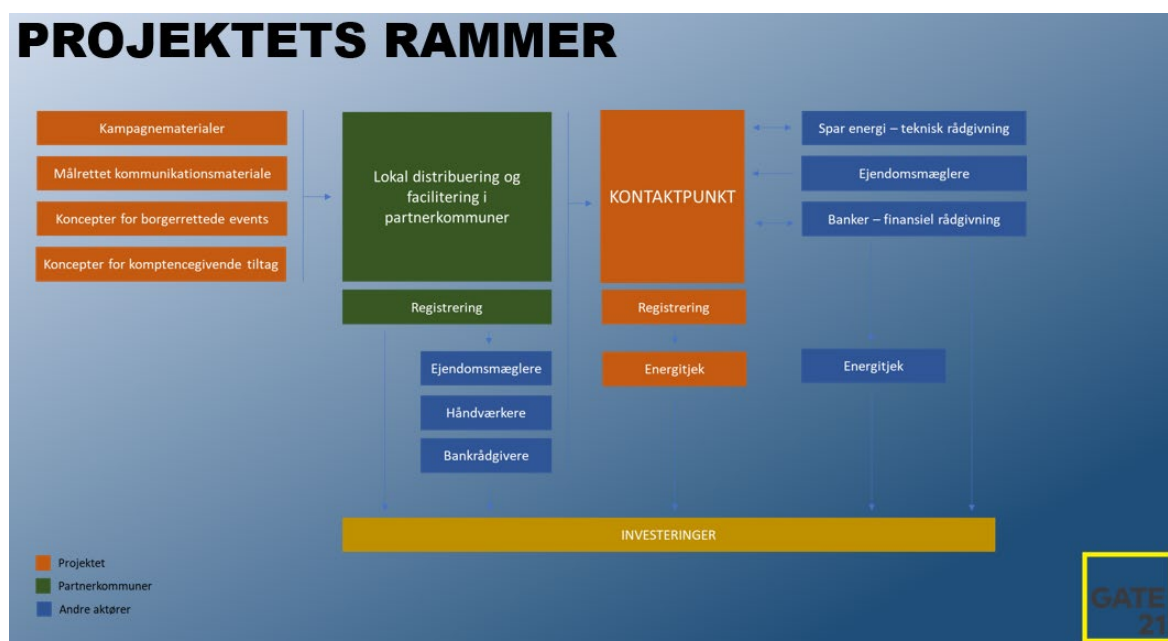 PROJEKTETS RAMMER
Kampagnematerialer
Målrettet kommunikationsmateriale
Koncepter for borgerrettede events
Koncepter for komptencegivende tiltag
Lokal distribuering og
facilitering i
partnerkommuner
Registrering
Ejendomsmæglere
Håndværkere
Bankrådgivere
KONTAKTPUNKT
Registrering
Energitjek
Spar energi – teknisk rådgivning
Ejendomsmæglere
Banker – finansiel rådgivning
Energitjek
INVESTERINGER
Projektet
Partnerkommuner
Andre aktører
GATE
21